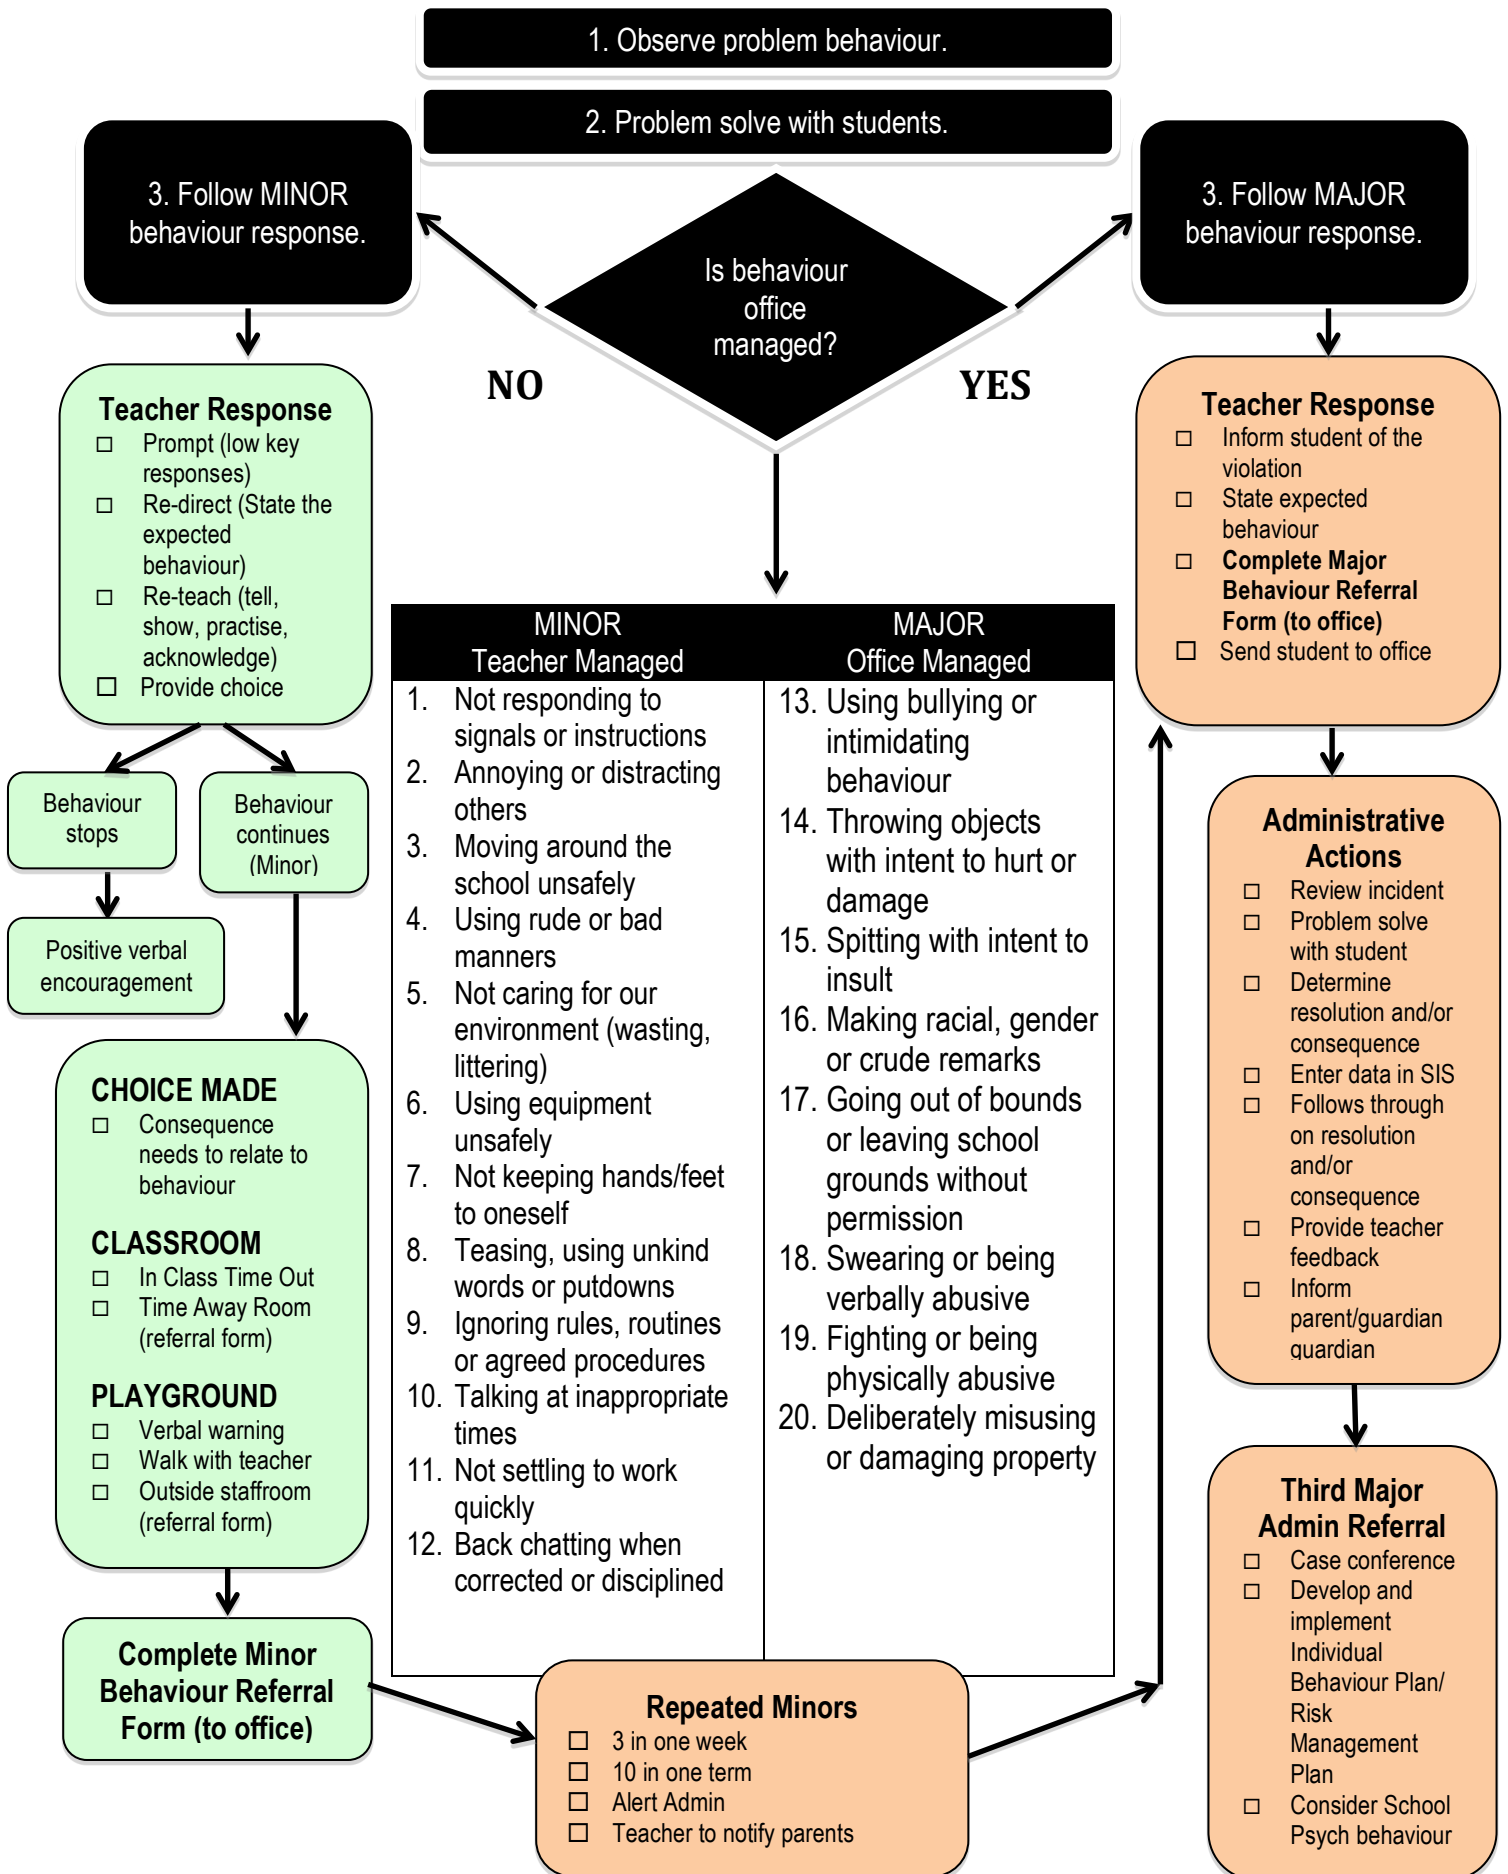 1. Observe problem behaviour.
2. Problem solve with students.
3. Follow MINOR
behaviour response.
Is behaviour
office
managed?
NO
YES
3. Follow MAJOR
behaviour response.
Teacher Response
Prompt (low key
responses)
Re-direct (State the
expected
behaviour)
Re-teach (tell,
show, practise,
acknowledge)
Provide choice
Behaviour
stops
Behaviour
continues
(Minor)
Positive verbal
encouragement
CHOICE MADE
Consequence
needs to relate to
behaviour
CLASSROOM
In Class Time Out
Time Away Room
(referral form)
PLAYGROUND
Verbal warning
Walk with teacher
Outside staffroom
(referral form)
Complete Minor
Behaviour Referral
Form (to office)
MINOR
Teacher Managed
1. Not responding to
signals or instructions
2. Annoying or distracting
others
3. Moving around the
school unsafely
4. Using rude or bad
manners
5. Not caring for our
environment (wasting,
littering)
6. Using equipment
unsafely
7. Not keeping hands/feet
to oneself
8. Teasing, using unkind
words or putdowns
9. Ignoring rules, routines
or agreed procedures
10. Talking at inappropriate
times
11. Not settling to work
quickly
12. Back chatting when
corrected or disciplined
MAJOR
Office Managed
13. Using bullying or
intimidating
behaviour
14. Throwing objects
with intent to hurt or
damage
15. Spitting with intent to
insult
16. Making racial, gender
or crude remarks
17. Going out of bounds
or leaving school
grounds without
permission
18. Swearing or being
verbally abusive
19. Fighting or being
physically abusive
20. Deliberately misusing
or damaging property
Repeated Minors
3 in one week
10 in one term
Alert Admin
Teacher to notify parents
Teacher Response
Inform student of the
violation
State expected
behaviour
Complete Major
Behaviour Referral
Form (to office)
Send student to office
Administrative
Actions
Review incident
Problem solve
with student
Determine
resolution and/or
consequence
Enter data in SIS
Follows through
on resolution
and/or
consequence
Provide teacher
feedback
Inform
parent/guardian
guardian
Third Major
Admin Referral
Case conference
Develop and
implement
Individual
Behaviour Plan/
Risk
Management
Plan
Consider School
Psych behaviour